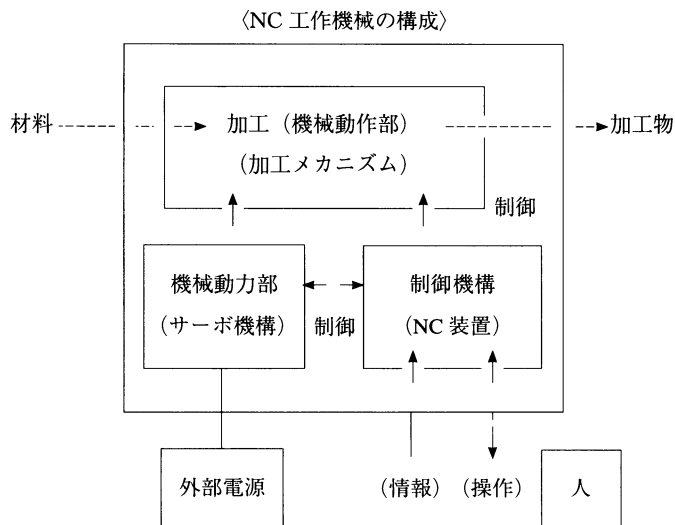 〈NC 工作機械の構成〉
材料
加工（機械動作部）
（加工メカニズム）
加工物
制御
機械動力部
（サーボ機構）
制御
制御機構
（NC 装置）
外部電源
（情報）
（操作）
人